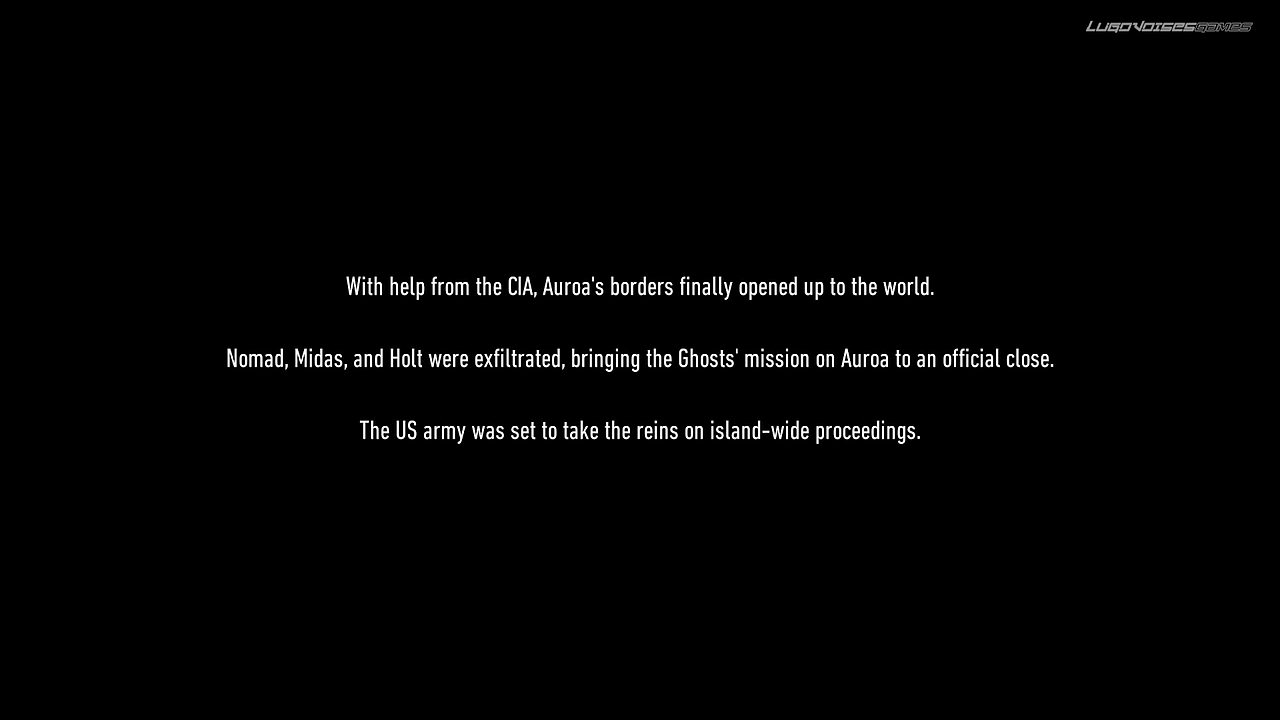 LugoVoisesGames
With help from the CIA, Auroa's borders finally opened up to the world.
Nomad, Midas, and Holt were exfiltrated, bringing the Ghosts' mission on Auroa to an official close.
The US army was set to take the reins on island-wide proceedings.